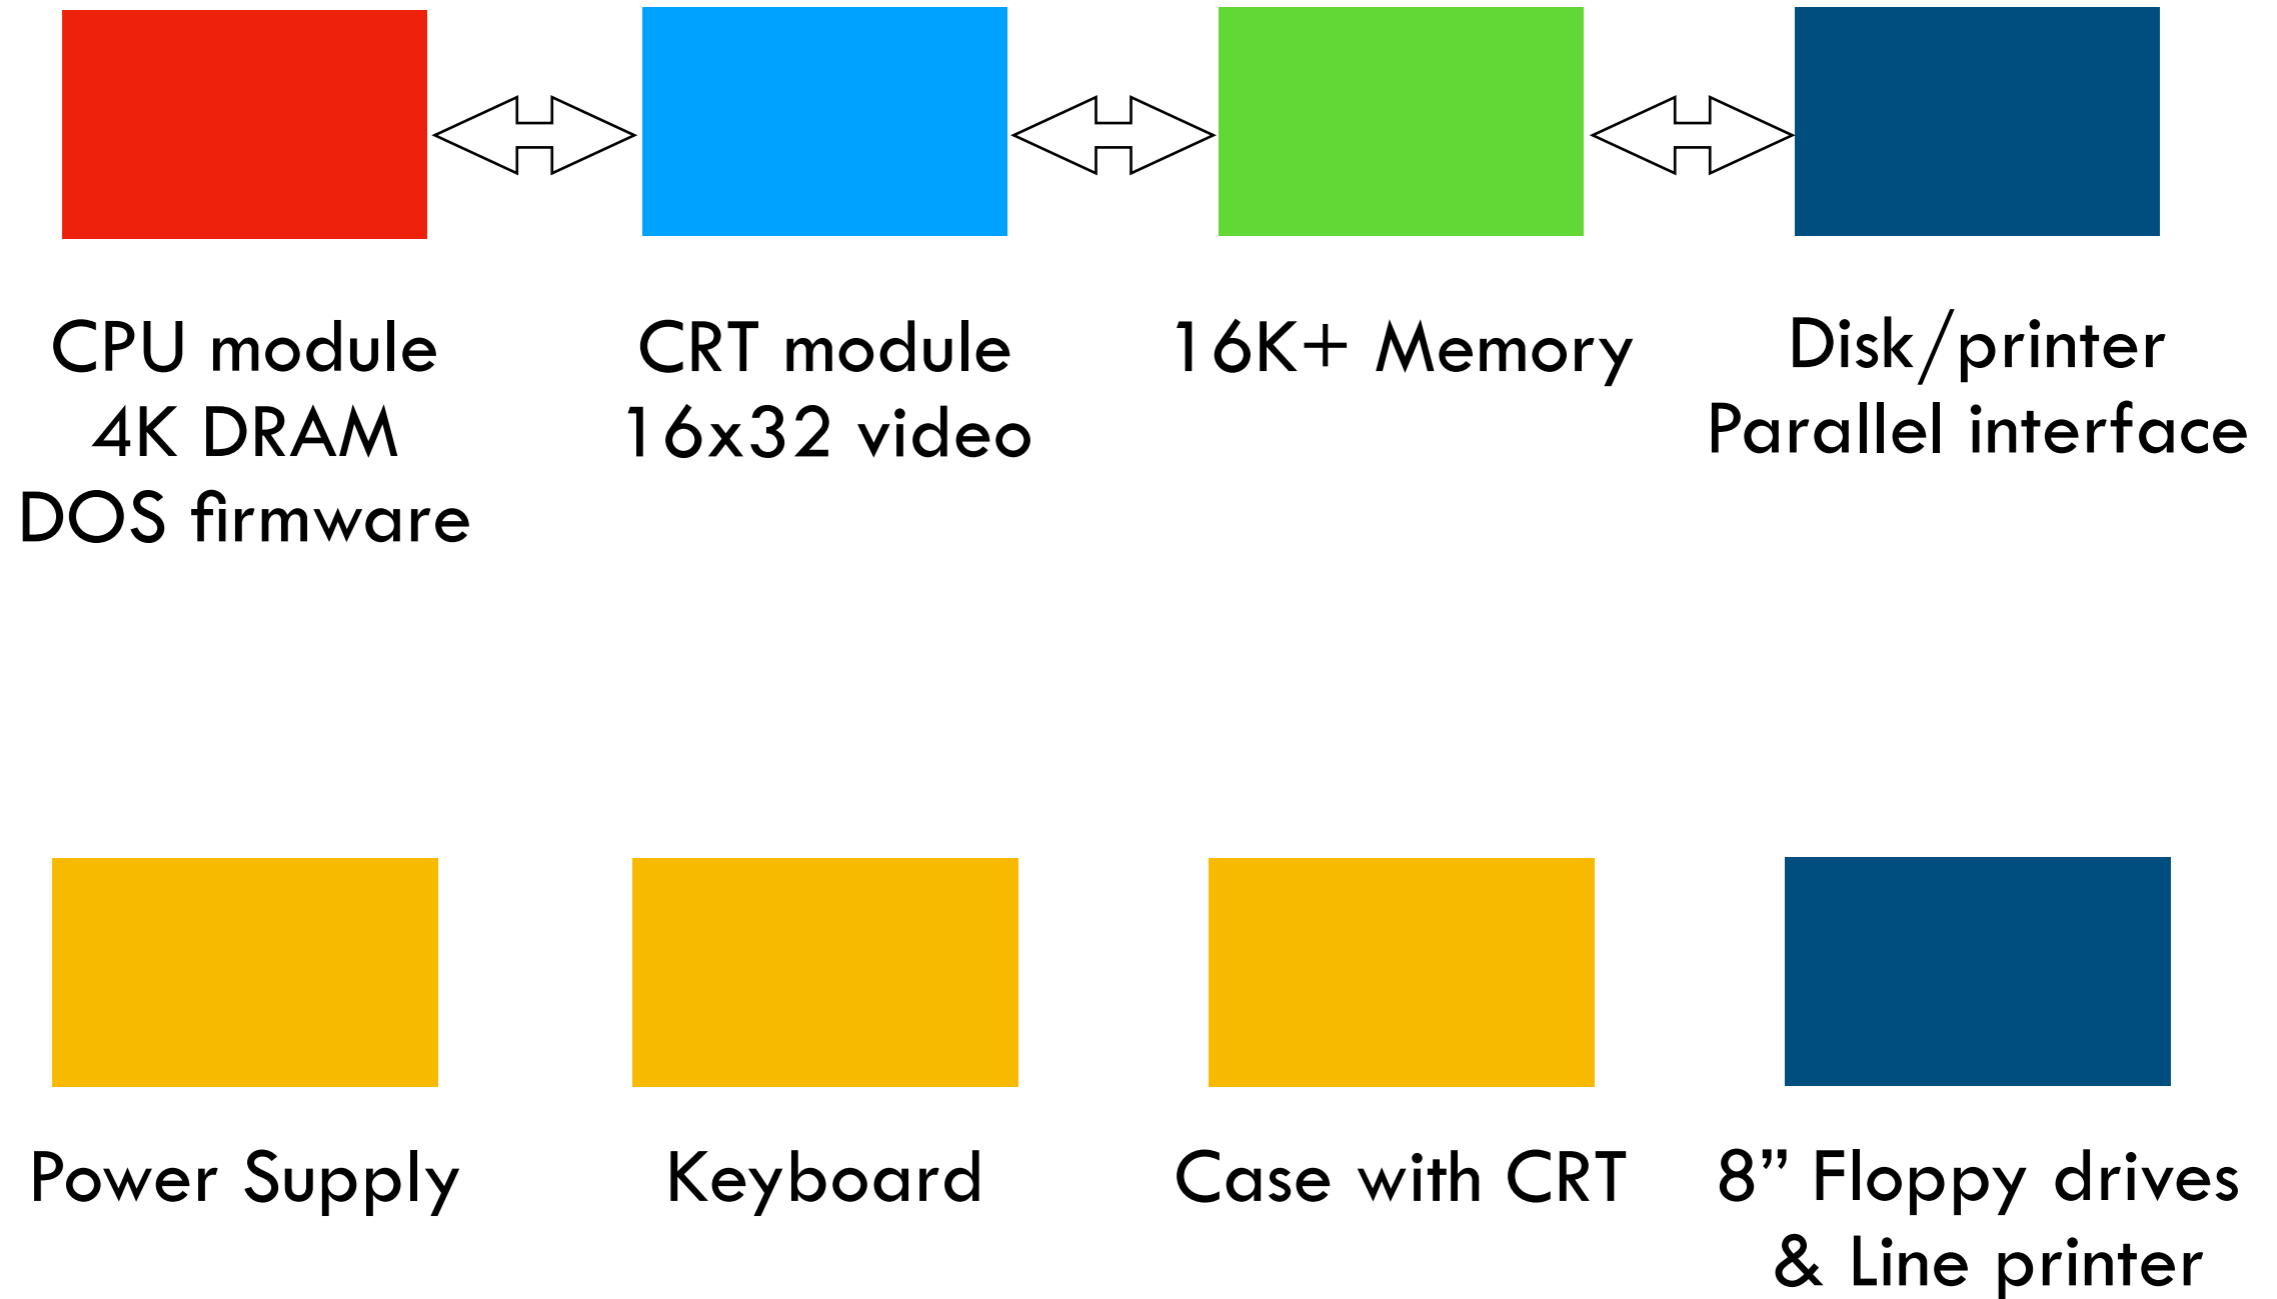 CPU module
4K DRAM
DOS firmware
CRT module
16x32 video
16K+ Memory
Disk/printer
Parallel interface
Power Supply
Keyboard
Case with CRT
8” Floppy drives
& Line printer